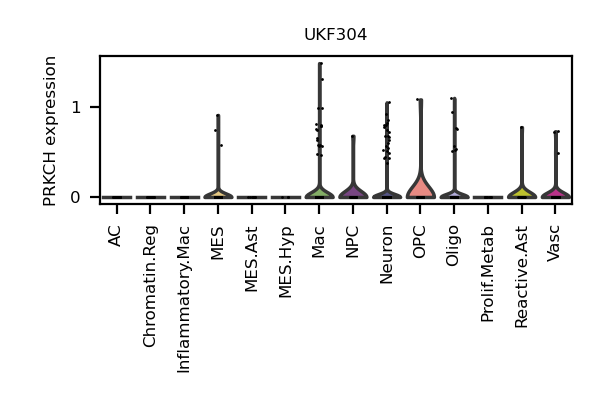 UKF304
PRKCH expression
1
0
AC
Chromatin.Reg
Inflammatory.Mac
MES
MES.Ast
MES.Hyp
Mac
NPC
Neuron
OPC
Oligo
Prolif.Metab
Reactive.Ast
Vasc